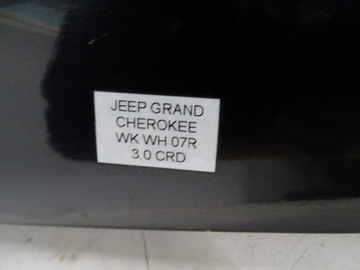 JEEP GRAND
CHEROKEE
WK WH 07R
3.0 CRD